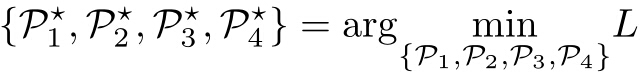 {𝒫₁⋆, 𝒫₂⋆, 𝒫₃⋆, 𝒫₄⋆} = arg min_{{𝒫₁,𝒫₂,𝒫₃,𝒫₄}} L